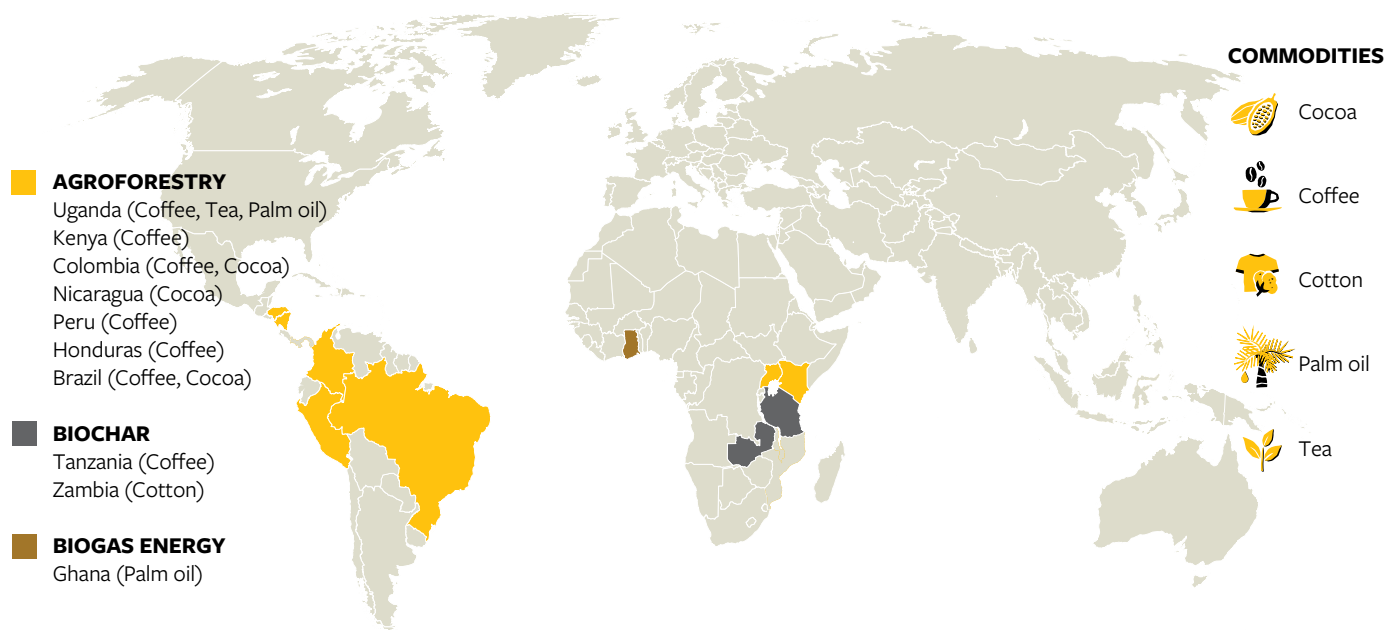 AGROFORESTRY
Uganda (Coffee, Tea, Palm oil)
Kenya (Coffee)
Colombia (Coffee, Cocoa)
Nicaragua (Cocoa)
Peru (Coffee)
Honduras (Coffee)
Brazil (Coffee, Cocoa)
BIOCHAR
Tanzania (Coffee)
Zambia (Cotton)
BIOGAS ENERGY
Ghana (Palm oil)
COMMODITIES
Cocoa
Coffee
Cotton
Palm oil
Tea